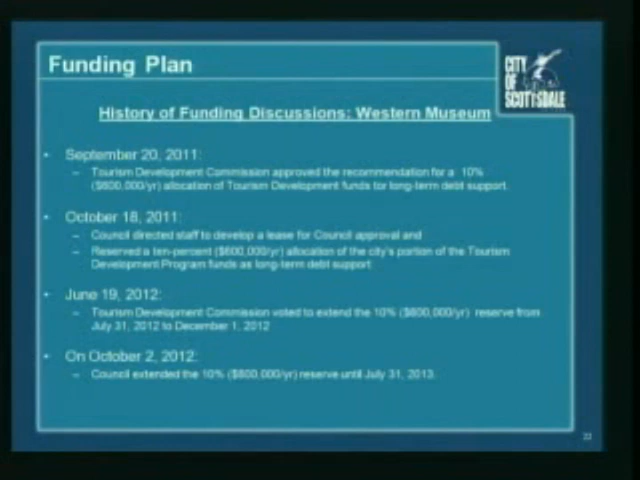 Funding Plan
CITY
OF
SCOTTSDALE
History of Funding Discussions: Western Museum
• September 20, 2011:
– Tourism Development Commission approved the recommendation for a 10%
($600,000/yr) allocation of Tourism Development funds for long-term debt support.
• October 18, 2011:
– Council directed staff to develop a lease for Council approval and
– Reserved a ten-percent ($600,000/yr) allocation of the city's portion of the Tourism
Development Program funds as long-term debt support
• June 19, 2012:
– Tourism Development Commission voted to extend the 10% ($600,000/yr) reserve from
July 31, 2012 to December 1, 2012
• On October 2, 2012:
– Council extended the 10% ($600,000/yr) reserve until July 31, 2013.